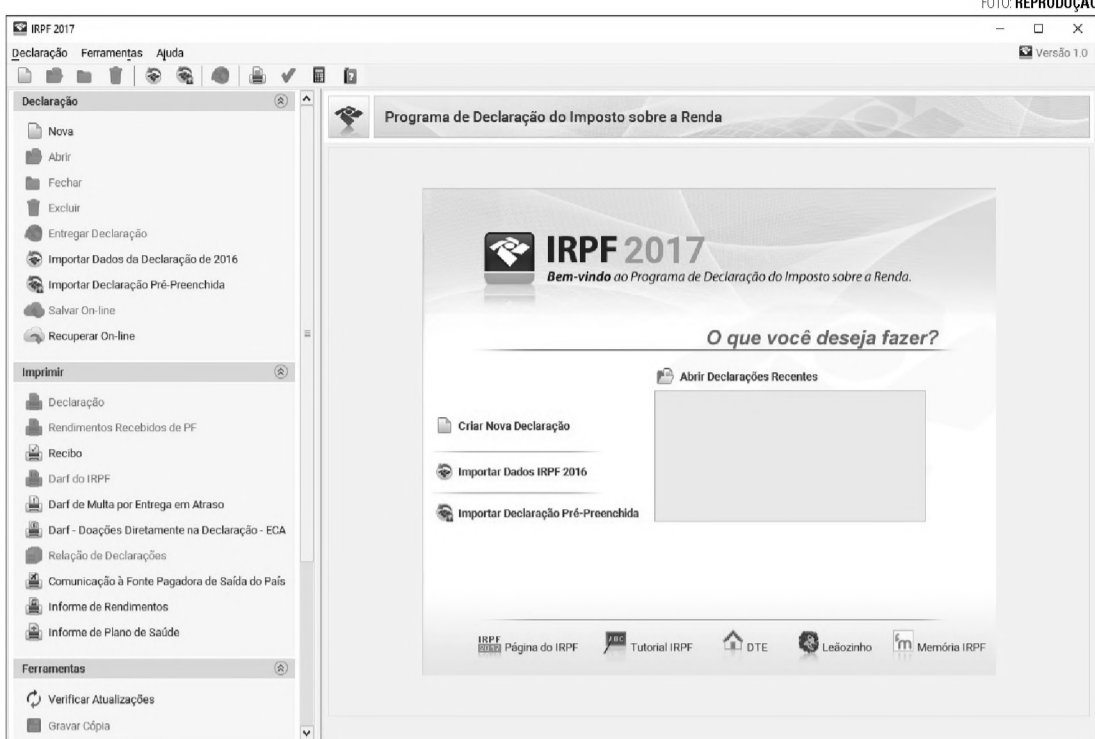 FOTO: REPRODUÇÃO
IRPF 2017
Declaração Ferramentas Ajuda
Versão 1.0
Declaração
Nova
Abrir
Fechar
Excluir
Entregar Declaração
Importar Dados da Declaração de 2016
Importar Declaração Pré-Preenchida
Salvar On-line
Recuperar On-line
Imprimir
Declaração
Rendimentos Recebidos de PF
Recibo
Darf do IRPF
Darf de Multa por Entrega em Atraso
Darf - Doações Diretamente na Declaração - ECA
Relação de Declarações
Comunicação à Fonte Pagadora de Saída do País
Informe de Rendimentos
Informe de Plano de Saúde
Ferramentas
Verificar Atualizações
Gravar Cópia
Programa de Declaração do Imposto sobre a Renda
IRPF 2017
Bem-vindo ao Programa de Declaração do Imposto sobre a Renda.
O que você deseja fazer?
Abrir Declarações Recentes
Criar Nova Declaração
Importar Dados IRPF 2016
Importar Declaração Pré-Preenchida
IRPF 2017 Página do IRPF ABC Tutorial IRPF DTE Leãozinho m Memória IRPF